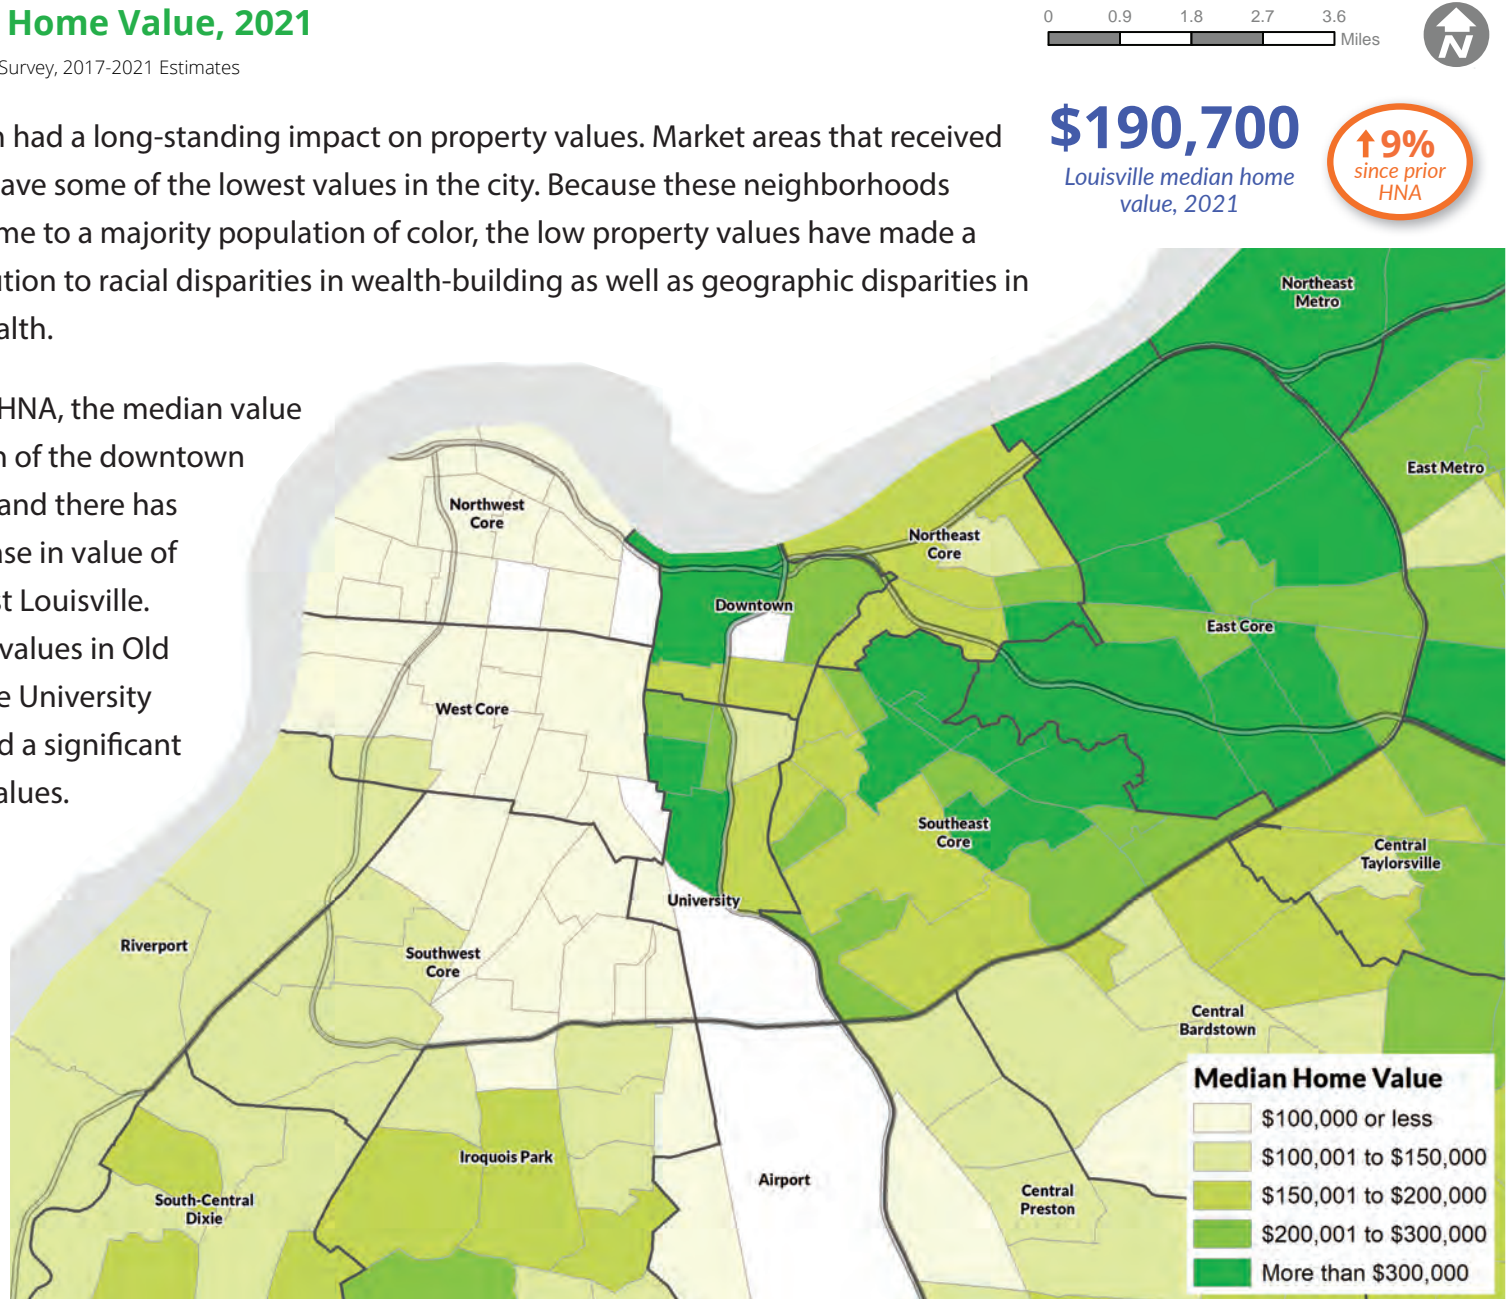 Home Value, 2021
Survey, 2017-2021 Estimates
0 0.9 1.8 2.7 3.6
Miles
N
had a long-standing impact on property values. Market areas that received
ave some of the lowest values in the city. Because these neighborhoods
me to a majority population of color, the low property values have made a
tion to racial disparities in wealth-building as well as geographic disparities in
alth.
$190,700
Louisville median home
value, 2021
9%
since prior
HNA
HNA, the median value
of the downtown
and there has
ase in value of
st Louisville.
values in Old
e University
d a significant
alues.
Northeast
Metro
East Metro
Northwest
Core
Northeast
Core
Downtown
East Core
West Core
Southeast
Core
Central
Taylorsville
University
Riverport
Southwest
Core
Central
Bardstown
Iroquois Park
Airport
South-Central
Dixie
Central
Preston
Median Home Value
$100,000 or less
$100,001 to $150,000
$150,001 to $200,000
$200,001 to $300,000
More than $300,000